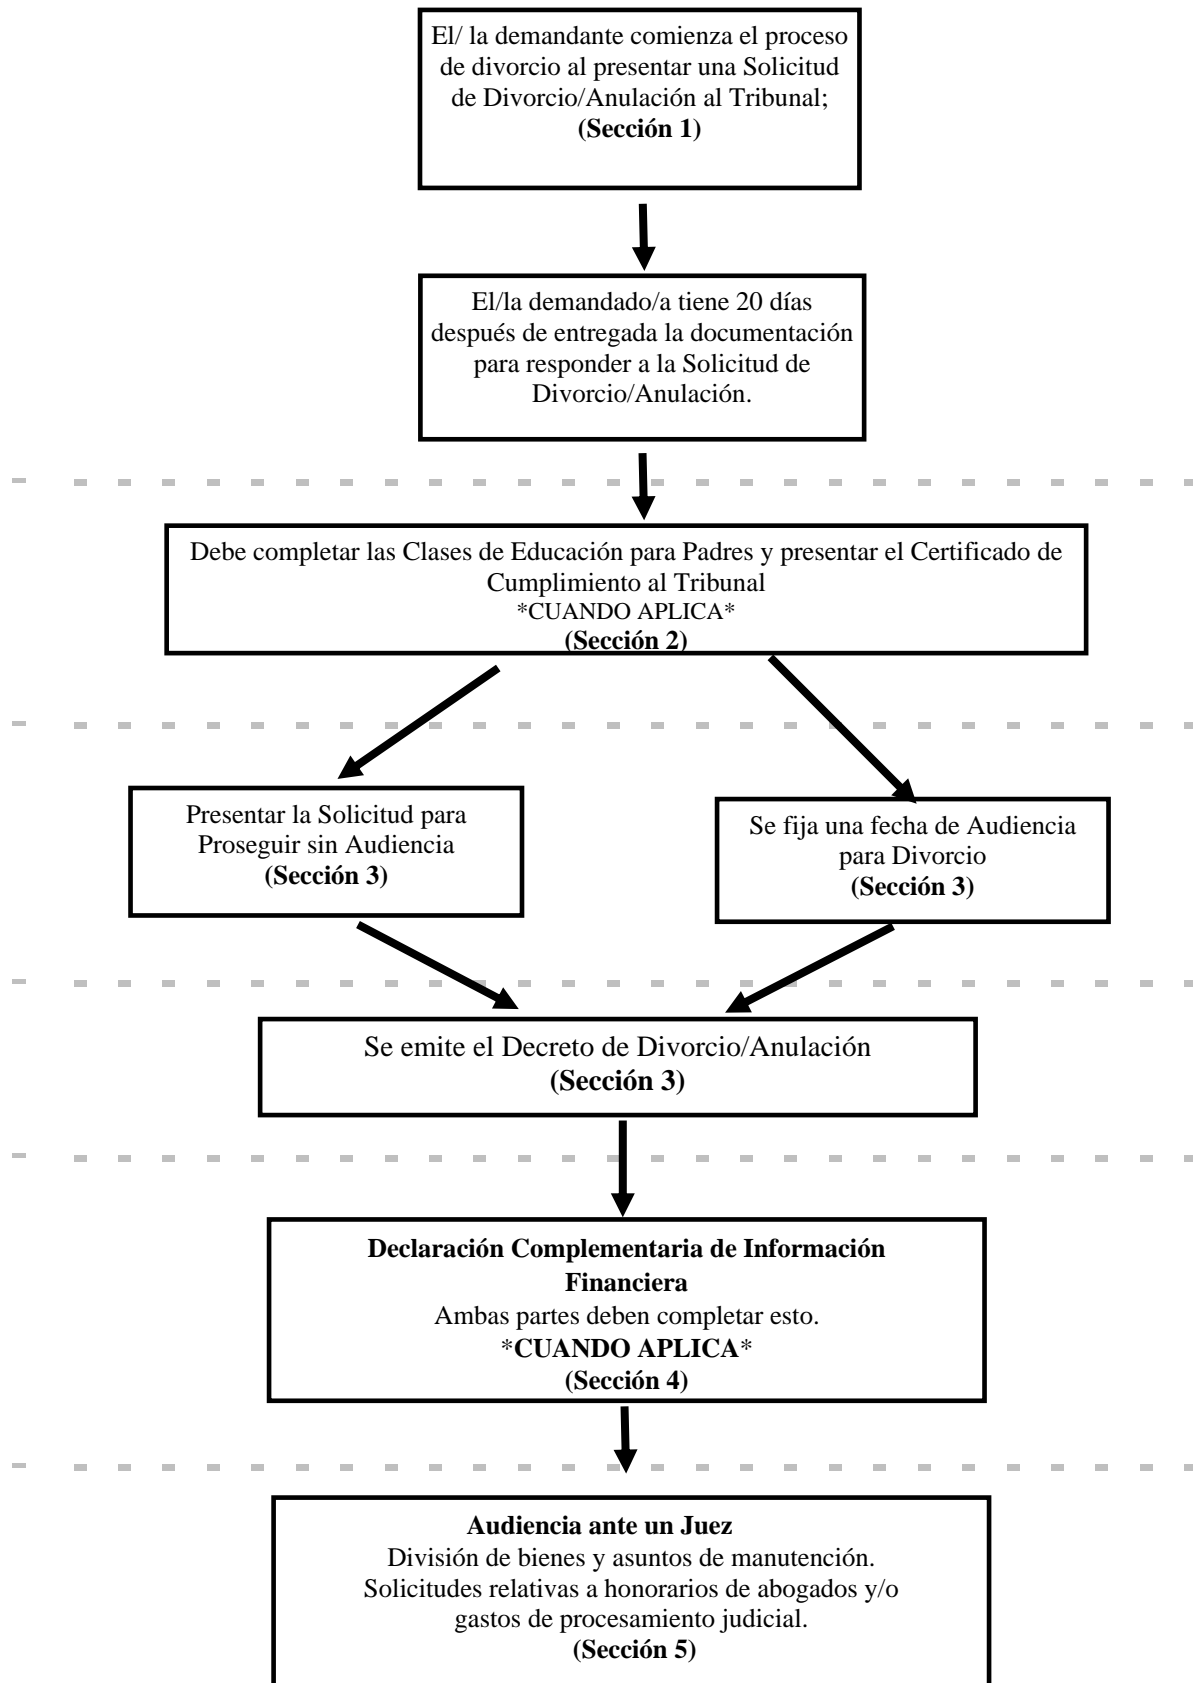 El/ la demandante comienza el proceso
de divorcio al presentar una Solicitud
de Divorcio/Anulación al Tribunal;
(Sección 1)
El/la demandado/a tiene 20 días
después de entregada la documentación
para responder a la Solicitud de
Divorcio/Anulación.
Debe completar las Clases de Educación para Padres y presentar el Certificado de
Cumplimiento al Tribunal
*CUANDO APLICA*
(Sección 2)
Presentar la Solicitud para
Proseguir sin Audiencia
(Sección 3)
Se fija una fecha de Audiencia
para Divorcio
(Sección 3)
Se emite el Decreto de Divorcio/Anulación
(Sección 3)
Declaración Complementaria de Información
Financiera
Ambas partes deben completar esto.
*CUANDO APLICA*
(Sección 4)
Audiencia ante un Juez
División de bienes y asuntos de manutención.
Solicitudes relativas a honorarios de abogados y/o
gastos de procesamiento judicial.
(Sección 5)